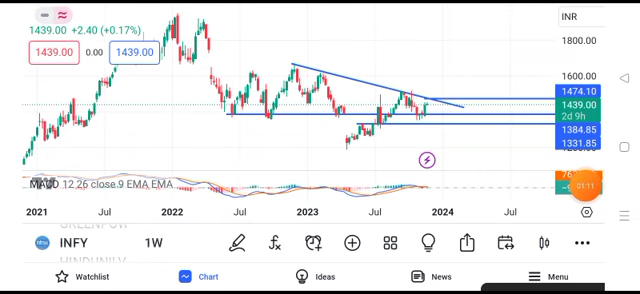 1439.00 +2.40 (+0.17%)
INR
1439.00 0.00 1439.00
1800.00
1600.00
1474.10
1439.00
2d 9h
1384.85
1331.85
MACD 12 26 close 9 EMA EMA
01:11
2021 Jul 2022 Jul 2023 Jul 2024 Jul
INFY 1W
Watchlist Chart Ideas News Menu